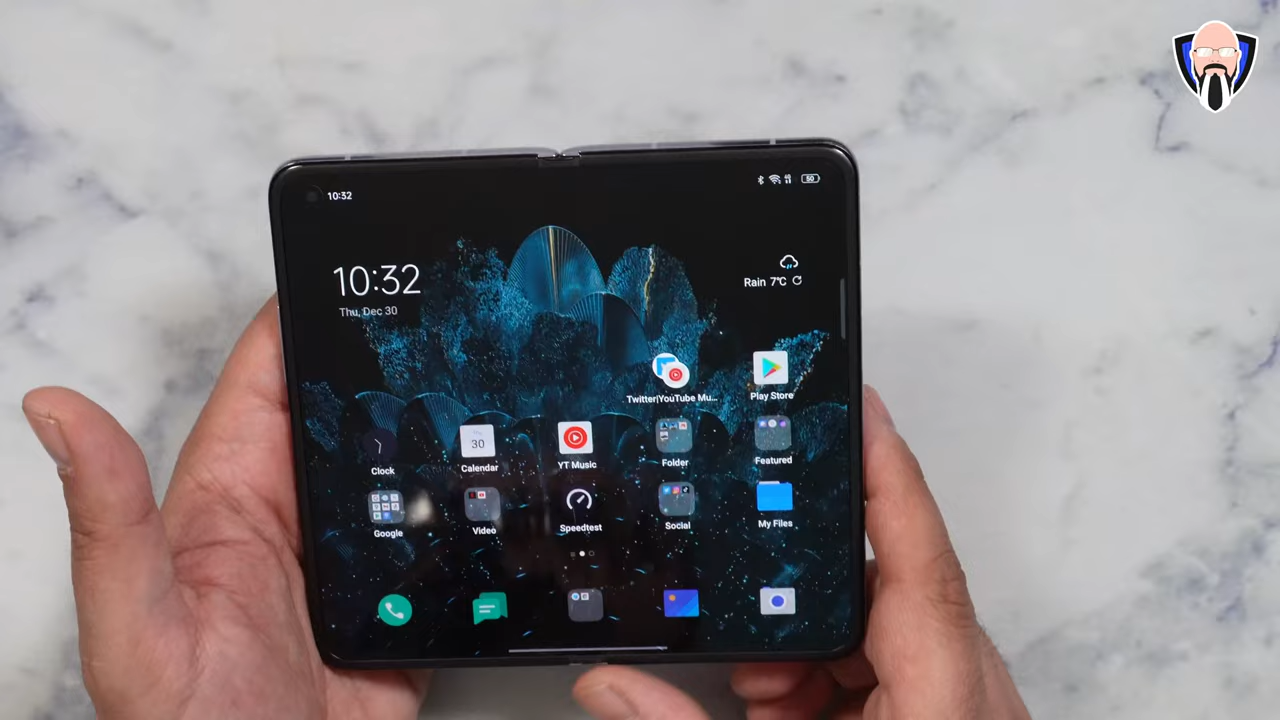 10:32
50
10:32
Thu, Dec 30
Rain 7°C
Twitter|YouTube Mu...
Play Store
30
Clock
Calendar
YT Music
Folder
Featured
Google
Video
Speedtest
Social
My Files